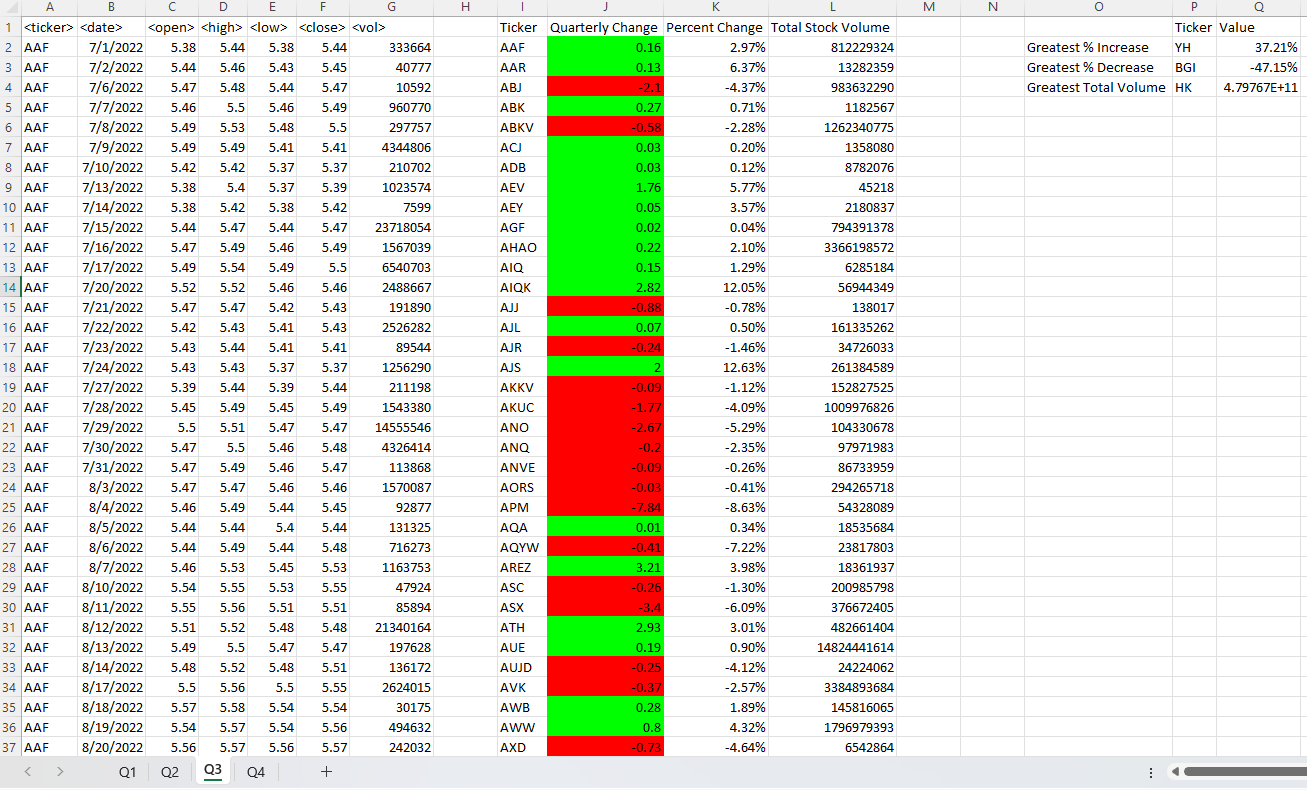 A B C D E F G H I J K L M N O P Q
1 <ticker> <date> <open> <high> <low> <close> <vol> Ticker Quarterly Change Percent Change Total Stock Volume Ticker Value
2 AAF 7/1/2022 5.38 5.44 5.38 5.44 333664 AAF 0.16 2.97% 812229324 Greatest % Increase YH 37.21%
3 AAF 7/2/2022 5.44 5.46 5.43 5.45 40777 AAR 0.13 6.37% 13282359 Greatest % Decrease BGI -47.15%
4 AAF 7/6/2022 5.47 5.48 5.44 5.47 10592 ABJ -2.1 -4.37% 983632290 Greatest Total Volume HK 4.79767E+11
5 AAF 7/7/2022 5.46 5.5 5.46 5.49 960770 ABK 0.27 0.71% 1182567
6 AAF 7/8/2022 5.49 5.53 5.48 5.5 297757 ABKV -0.58 -2.28% 1262340775
7 AAF 7/9/2022 5.49 5.49 5.41 5.41 4344806 ACJ 0.03 0.20% 1358080
8 AAF 7/10/2022 5.42 5.42 5.37 5.37 210702 ADB 0.03 0.12% 8782076
9 AAF 7/13/2022 5.38 5.4 5.37 5.39 1023574 AEV 1.76 5.77% 45218
10 AAF 7/14/2022 5.38 5.42 5.38 5.42 7599 AEY 0.05 3.57% 2180837
11 AAF 7/15/2022 5.44 5.47 5.44 5.47 23718054 AGF 0.02 0.04% 794391378
12 AAF 7/16/2022 5.47 5.49 5.46 5.49 1567039 AHAO 0.22 2.10% 3366198572
13 AAF 7/17/2022 5.49 5.54 5.49 5.5 6540703 AIQ 0.15 1.29% 6285184
14 AAF 7/20/2022 5.52 5.52 5.46 5.46 2488667 AIQK 2.82 12.05% 56944349
15 AAF 7/21/2022 5.47 5.47 5.42 5.43 191890 AJJ -0.88 -0.78% 138017
16 AAF 7/22/2022 5.42 5.43 5.41 5.43 2526282 AJL 0.07 0.50% 161335262
17 AAF 7/23/2022 5.43 5.44 5.41 5.41 89544 AJR -0.24 -1.46% 34726033
18 AAF 7/24/2022 5.43 5.43 5.37 5.37 1256290 AJS 2 12.63% 261384589
19 AAF 7/27/2022 5.39 5.44 5.39 5.44 211198 AKKV -0.09 -1.12% 152827525
20 AAF 7/28/2022 5.45 5.49 5.45 5.49 1543380 AKUC -1.77 -4.09% 1009976826
21 AAF 7/29/2022 5.5 5.51 5.47 5.47 14555546 ANO -2.67 -5.29% 104330678
22 AAF 7/30/2022 5.47 5.5 5.46 5.48 4326414 ANQ -0.2 -2.35% 97971983
23 AAF 7/31/2022 5.47 5.49 5.46 5.47 113868 ANVE -0.09 -0.26% 86733959
24 AAF 8/3/2022 5.47 5.47 5.46 5.46 1570087 AORS -0.03 -0.41% 294265718
25 AAF 8/4/2022 5.46 5.49 5.44 5.45 92877 APM -7.84 -8.63% 54328089
26 AAF 8/5/2022 5.44 5.44 5.4 5.44 131325 AQA 0.01 0.34% 18535684
27 AAF 8/6/2022 5.44 5.49 5.44 5.48 716273 AQYW -0.41 -7.22% 23817803
28 AAF 8/7/2022 5.46 5.53 5.45 5.53 1163753 AREZ 3.21 3.98% 18361937
29 AAF 8/10/2022 5.54 5.55 5.53 5.55 47924 ASC -0.26 -1.30% 200985798
30 AAF 8/11/2022 5.55 5.56 5.51 5.51 85894 ASX -3.4 -6.09% 376672405
31 AAF 8/12/2022 5.51 5.52 5.48 5.48 21340164 ATH 2.93 3.01% 482661404
32 AAF 8/13/2022 5.49 5.5 5.47 5.47 197628 AUE 0.19 0.90% 14824441614
33 AAF 8/14/2022 5.48 5.52 5.48 5.51 136172 AUJD -0.25 -4.12% 24224062
34 AAF 8/17/2022 5.5 5.56 5.5 5.55 2624015 AVK -0.37 -2.57% 3384893684
35 AAF 8/18/2022 5.57 5.58 5.54 5.54 30175 AWB 0.28 1.89% 145816065
36 AAF 8/19/2022 5.54 5.57 5.54 5.56 494632 AWW 0.8 4.32% 1796979393
37 AAF 8/20/2022 5.56 5.57 5.56 5.57 242032 AXD -0.73 -4.64% 6542864
Q1 Q2 Q3 Q4